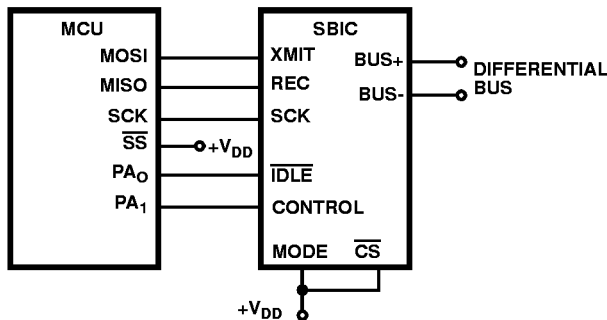 MCU
MOSI
MISO
SCK
SS
PA0
PA1
+VDD
SBIC
XMIT
REC
SCK
IDLE
CONTROL
MODE CS
BUS+
BUS-
DIFFERENTIAL
BUS
+VDD